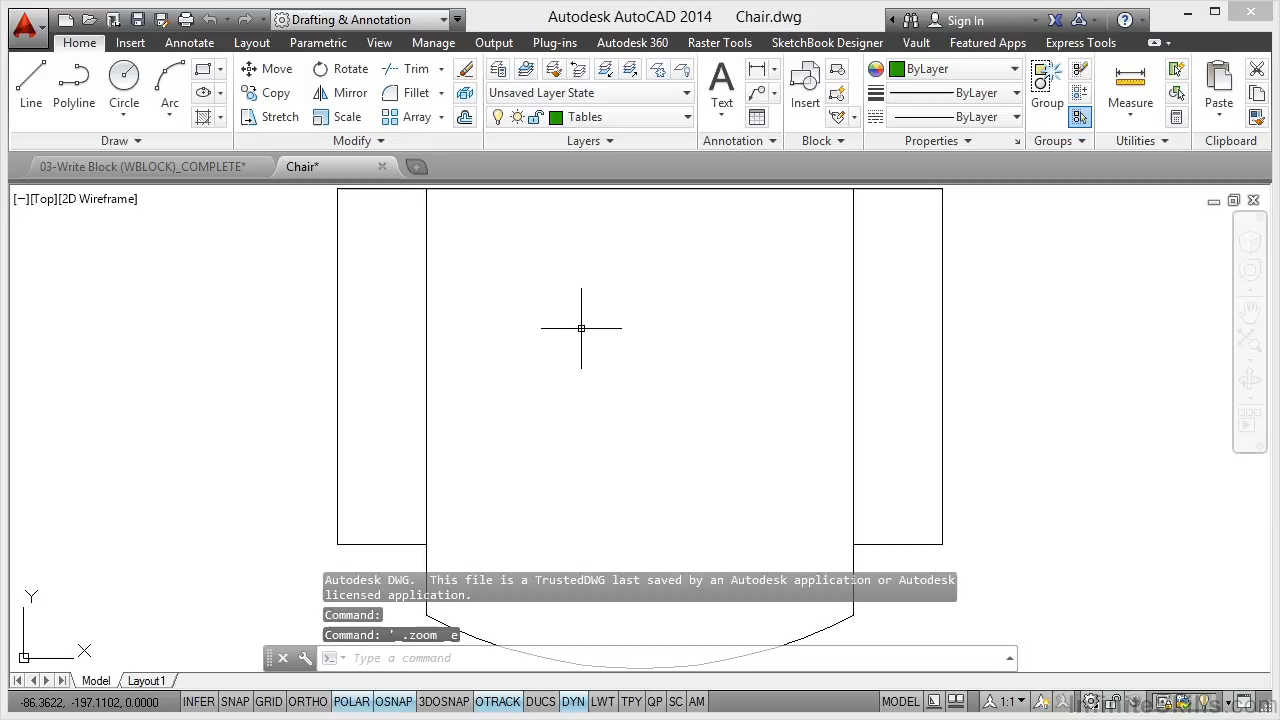 Drafting & Annotation
Autodesk AutoCAD 2014 Chair.dwg
Sign In
Home Insert Annotate Layout Parametric View Manage Output Plug-ins Autodesk 360 Raster Tools SketchBook Designer Vault Featured Apps Express Tools
Move Rotate Trim ByLayer
Unsaved Layer State
Copy Mirror Fillet ByLayer
Line Polyline Circle Arc Text Insert Group Measure Paste
Stretch Scale Array Tables ByLayer
Draw Modify Layers Annotation Block Properties Groups Utilities Clipboard
03-Write Block (WBLOCK)_COMPLETE* Chair*
[−][Top][2D Wireframe]
Autodesk DWG. This file is a TrustedDWG last saved by an Autodesk application or Autodesk
licensed application.
Y
Command:
Command: '_.zoom _e
X
Type a command
Model Layout1
-86.3622, -197.1102, 0.0000 INFER SNAP GRID ORTHO POLAR OSNAP 3DOSNAP OTRACK DUCS DYN LWT TPY QP SC AM MODEL 1:1
InfiniteSkills.com